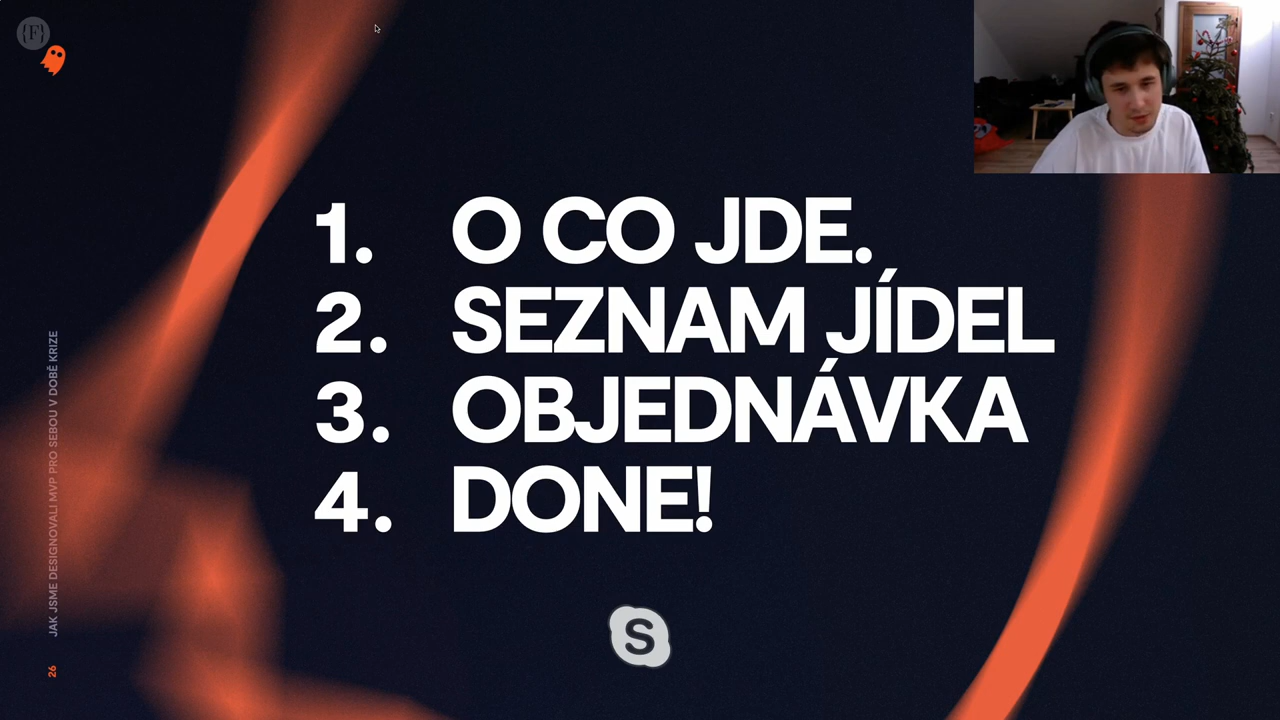 {F}
1. O CO JDE.
2. SEZNAM JÍDEL
3. OBJEDNÁVKA
4. DONE!
JAK JSME DESIGNOVALI MVP PRO SEBOU V DOBĚ KRIZE
26
S